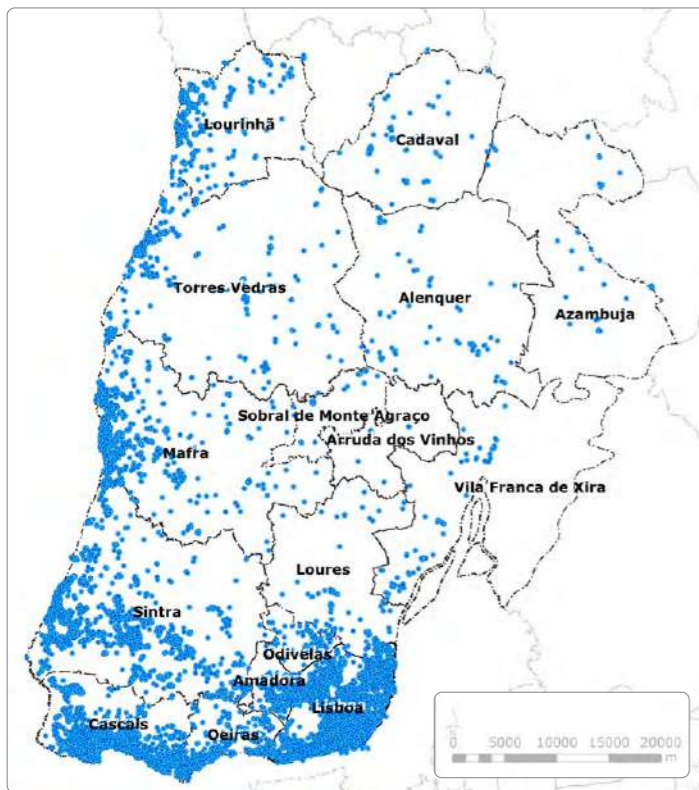 Lourinhã
Cadaval
Torres Vedras
Alenquer
Azambuja
Sobral de Monte Agraço
Arruda dos Vinhos
Mafra
Vila Franca de Xira
Loures
Sintra
Odivelas
Amadora
Lisboa
Cascais
Oeiras
0 5000 10000 15000 20000
m